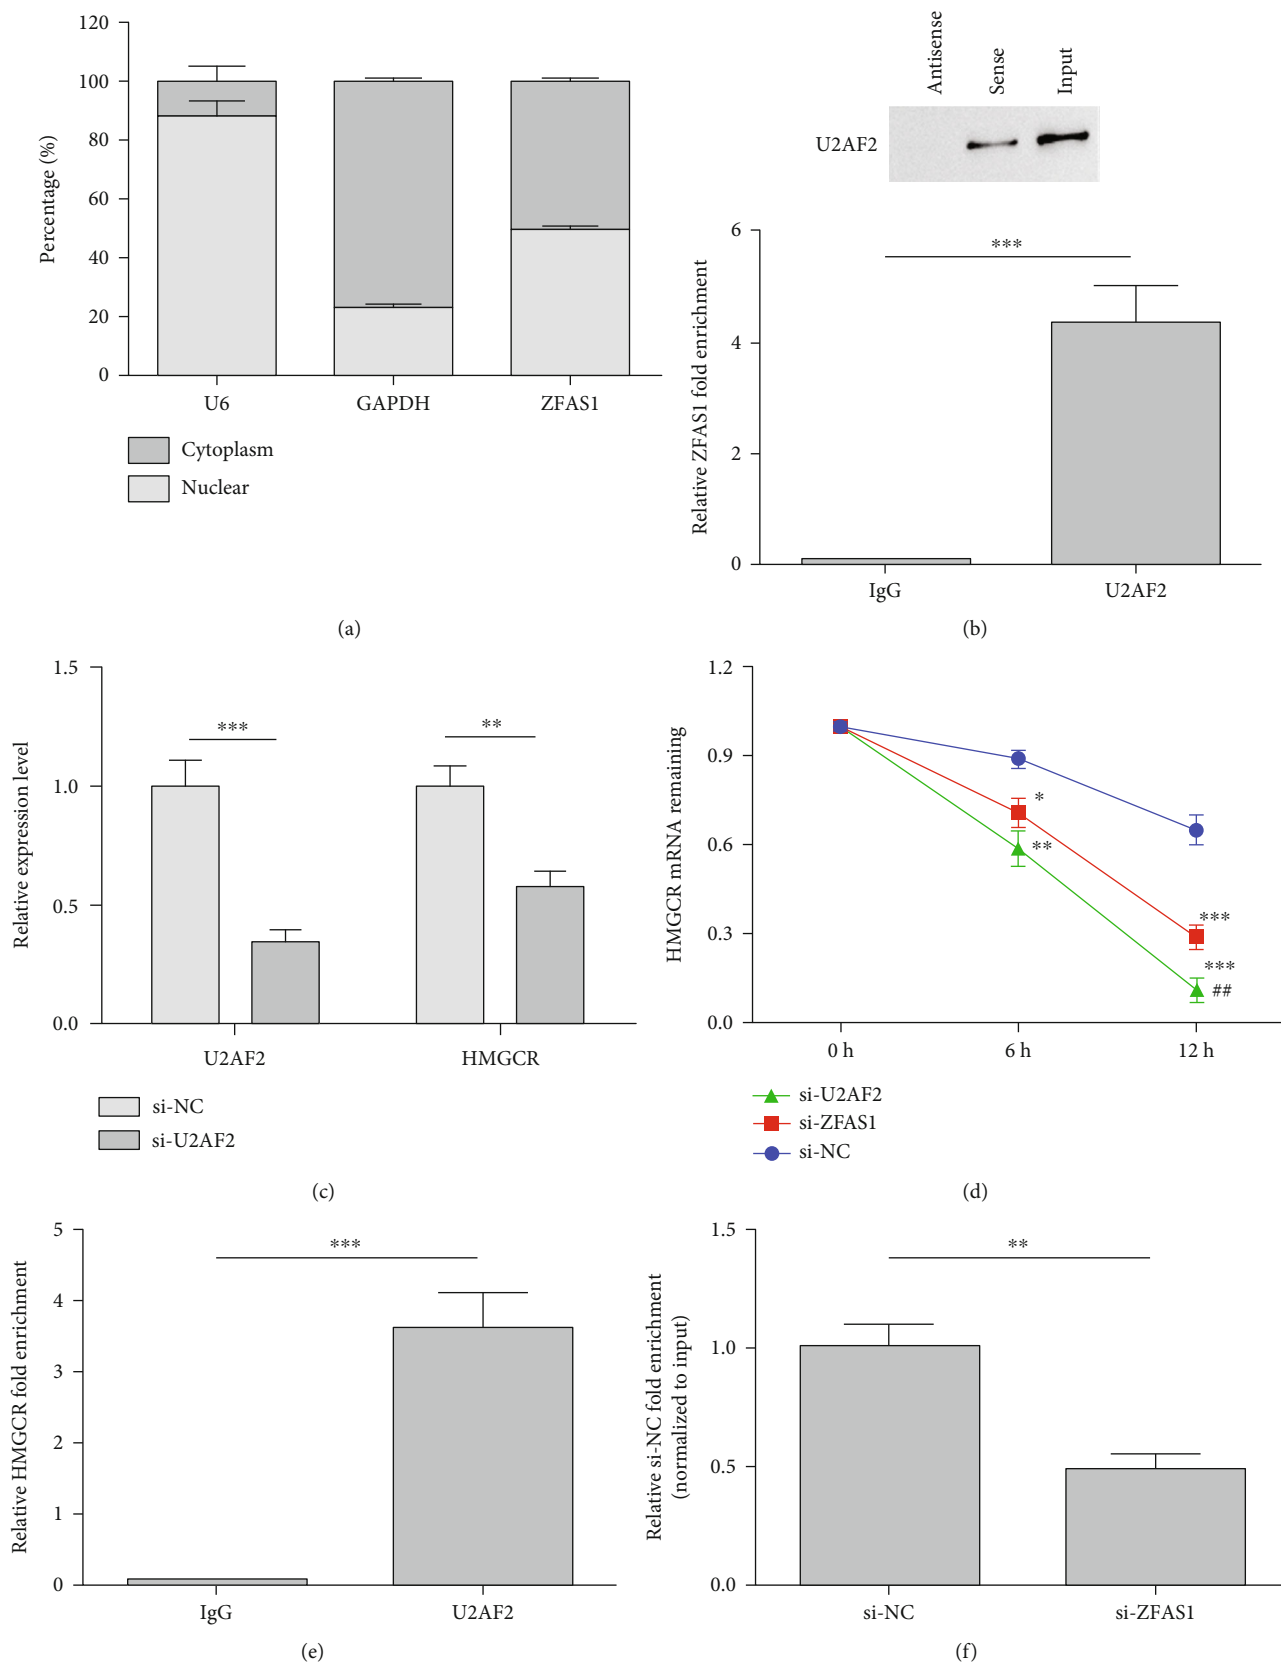 120
100
80
60
40
20
0
Percentage (%)
U6 GAPDH ZFAS1
Cytoplasm
Nuclear
(a)
Antisense
Sense
Input
U2AF2
6
4
2
0
Relative ZFAS1 fold enrichment
***
IgG U2AF2
(b)
1.5
1.0
0.5
0.0
Relative expression level
***
**
U2AF2 HMGCR
si-NC
si-U2AF2
(c)
1.2
0.9
0.6
0.3
0.0
HMGCR mRNA remaining
*
**
***
***
##
0 h 6 h 12 h
si-U2AF2
si-ZFAS1
si-NC
(d)
5
4
3
2
1
0
Relative HMGCR fold enrichment
***
IgG U2AF2
(e)
1.5
1.0
0.5
0.0
Relative si-NC fold enrichment
(normalized to input)
**
si-NC si-ZFAS1
(f)